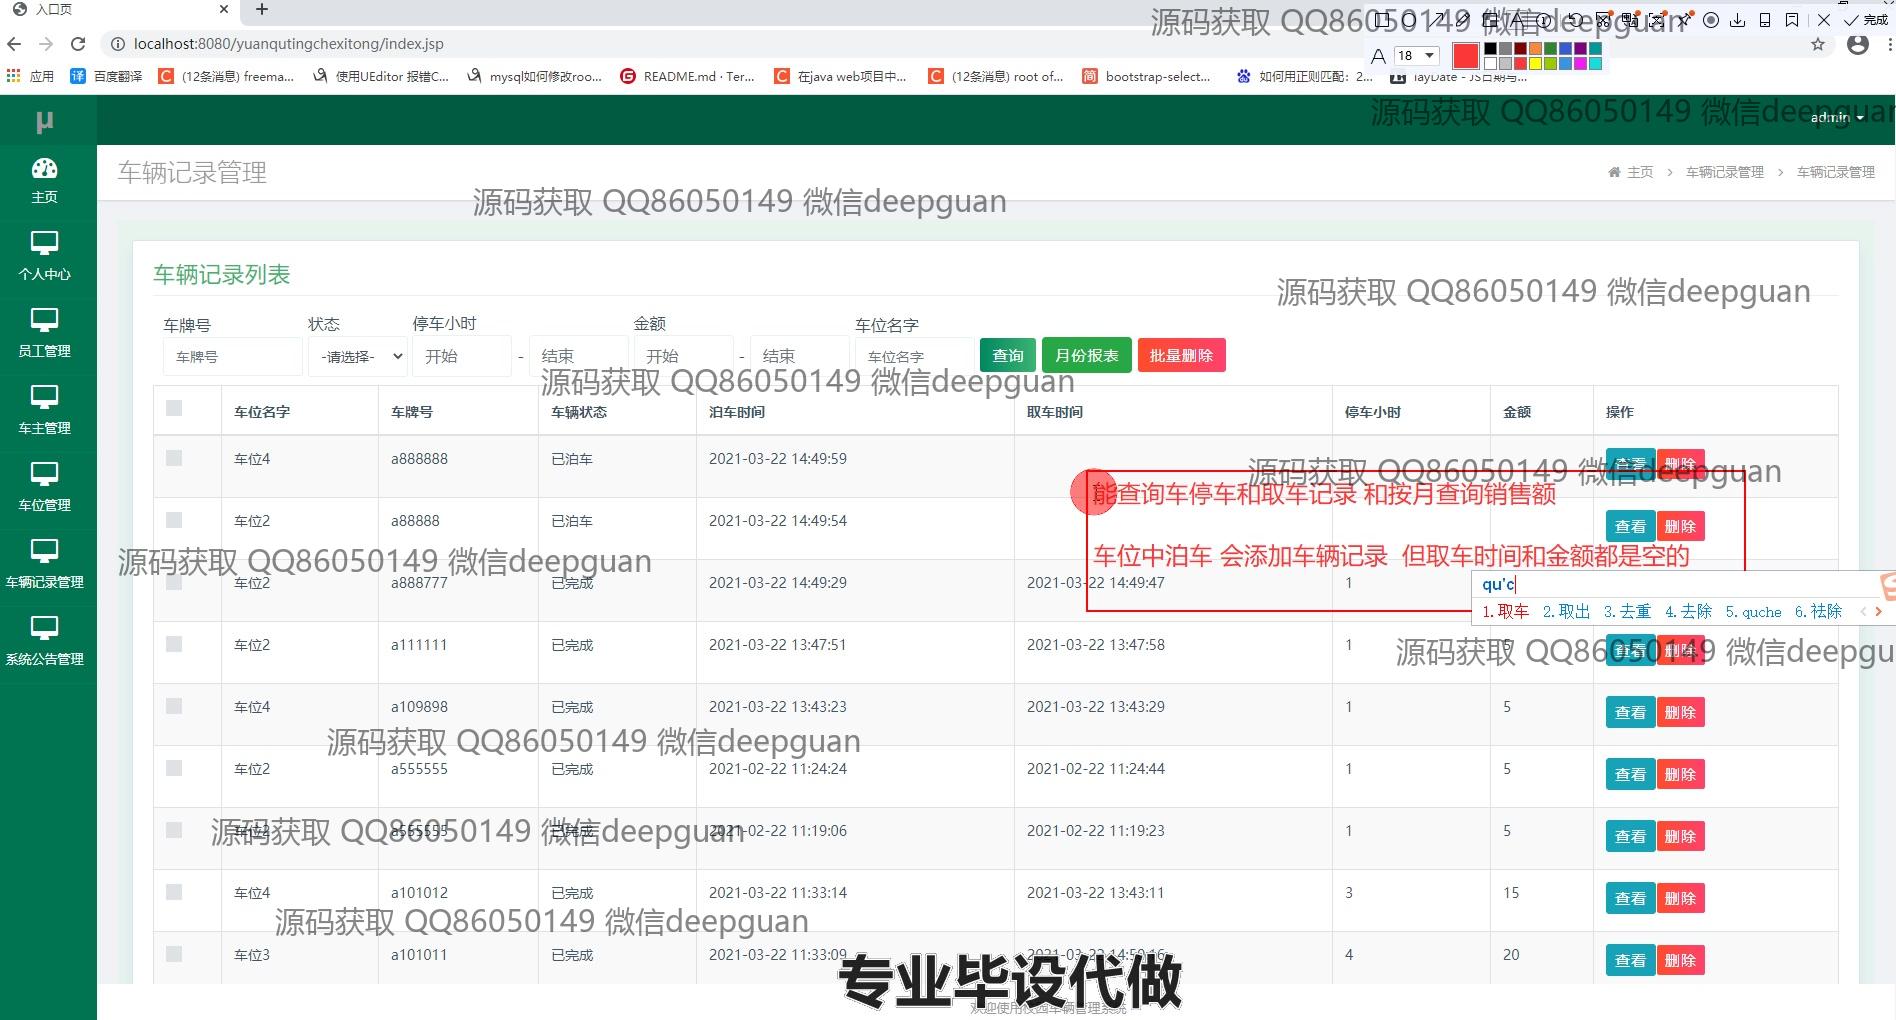 入口页
localhost:8080/yuanqutingchexitong/index.jsp
完成
A 18
应用 百度翻译 (12条消息) freema... 使用UEditor 报错C... mysql如何修改roo... README.md · Ter... 在java web项目中... (12条消息) root of... bootstrap-select... 如何用正则匹配：2... layDate - JS日期与...
源码获取 QQ86050149 微信deepguan
源码获取 QQ86050149 微信deepguan
µ
admin
主页
个人中心
员工管理
车主管理
车位管理
车辆记录管理
系统公告管理
车辆记录管理
主页 > 车辆记录管理 > 车辆记录管理
源码获取 QQ86050149 微信deepguan
车辆记录列表
源码获取 QQ86050149 微信deepguan
车牌号 状态 停车小时 金额 车位名字
车牌号 -请选择- 开始 - 结束 开始 - 结束 车位名字 查询 月份报表 批量删除
源码获取 QQ86050149 微信deepguan
车位名字 车牌号 车辆状态 泊车时间 取车时间 停车小时 金额 操作
车位4 a888888 已泊车 2021-03-22 14:49:59 查看 删除
源码获取 QQ86050149 微信deepguan
能查询车停车和取车记录 和按月查询销售额
车位2 a88888 已泊车 2021-03-22 14:49:54 查看 删除
车位中泊车 会添加车辆记录 但取车时间和金额都是空的
源码获取 QQ86050149 微信deepguan
车位2 a888777 已完成 2021-03-22 14:49:29 2021-03-22 14:49:47 1
qu'c
1.取车 2.取出 3.去重 4.去除 5.quche 6.祛除
车位2 a111111 已完成 2021-03-22 13:47:51 2021-03-22 13:47:58 1 5 查看 删除
源码获取 QQ86050149 微信deepgu
车位4 a109898 已完成 2021-03-22 13:43:23 2021-03-22 13:43:29 1 5 查看 删除
源码获取 QQ86050149 微信deepguan
车位2 a555555 已完成 2021-02-22 11:24:24 2021-02-22 11:24:44 1 5 查看 删除
源码获取 QQ86050149 微信deepguan
a555555 已完成 2021-02-22 11:19:06 2021-02-22 11:19:23 1 5 查看 删除
车位4 a101012 已完成 2021-03-22 11:33:14 2021-03-22 13:43:11 3 15 查看 删除
源码获取 QQ86050149 微信deepguan
车位3 a101011 已完成 2021-03-22 11:33:09 2021-03-22 14:50:16 4 20 查看 删除
专业毕设代做
欢迎使用校园车辆管理系统